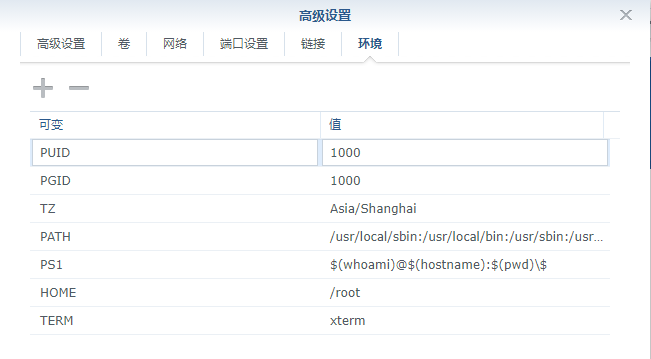 高级设置
高级设置 卷 网络 端口设置 链接 环境
可变 值
PUID 1000
PGID 1000
TZ Asia/Shanghai
PATH /usr/local/sbin:/usr/local/bin:/usr/sbin:/usr...
PS1 $(whoami)@$(hostname):$(pwd)\$
HOME /root
TERM xterm